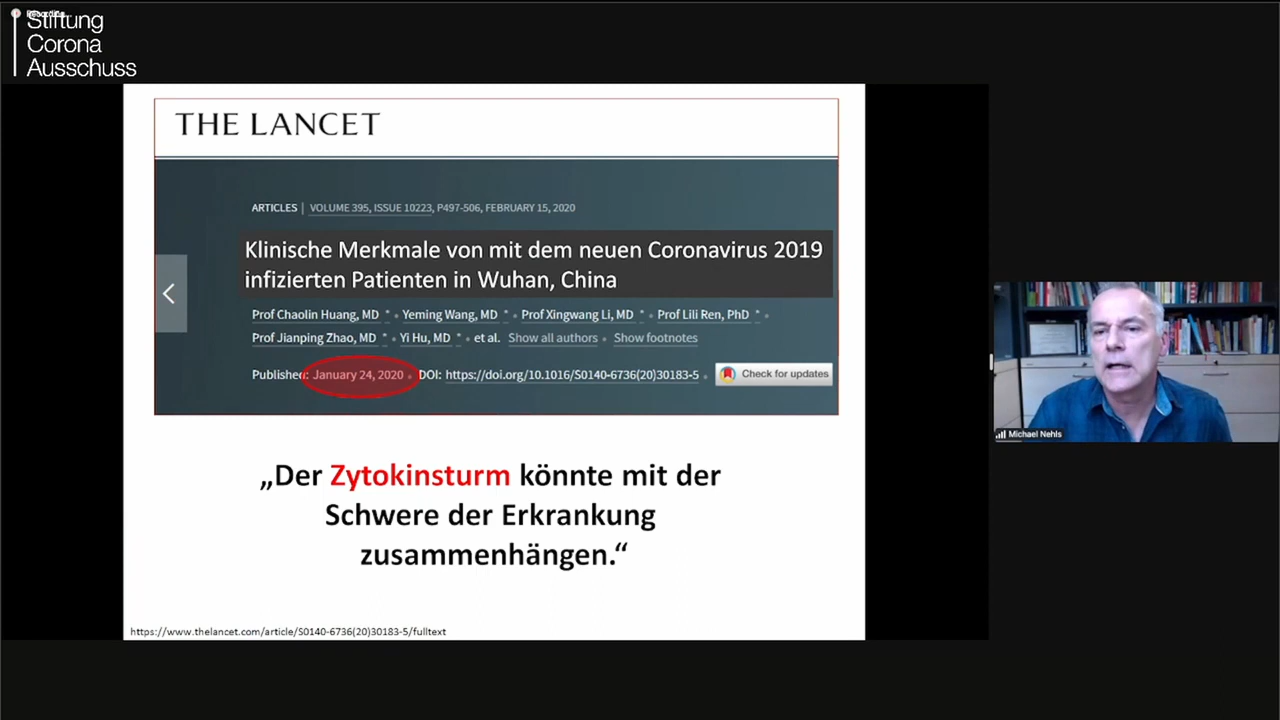 Stiftung
Corona
Ausschuss
THE LANCET
ARTICLES | VOLUME 395, ISSUE 10223, P497-506, FEBRUARY 15, 2020
Klinische Merkmale von mit dem neuen Coronavirus 2019
infizierten Patienten in Wuhan, China
Prof Chaolin Huang, MD * • Yeming Wang, MD * • Prof Xingwang Li, MD * • Prof Lili Ren, PhD * •
Jianping Zhao, MD * • Yi Hu, MD * • et al. Show all authors • Show footnotes
Published: January 24, 2020 • DOI: https://doi.org/10.1016/S0140-6736(20)30183-5 • Check for updates
„Der Zytokinsturm könnte mit der
Schwere der Erkrankung
zusammenhängen.“
https://www.thelancet.com/article/S0140-6736(20)30183-5/fulltext
Michael Nehls